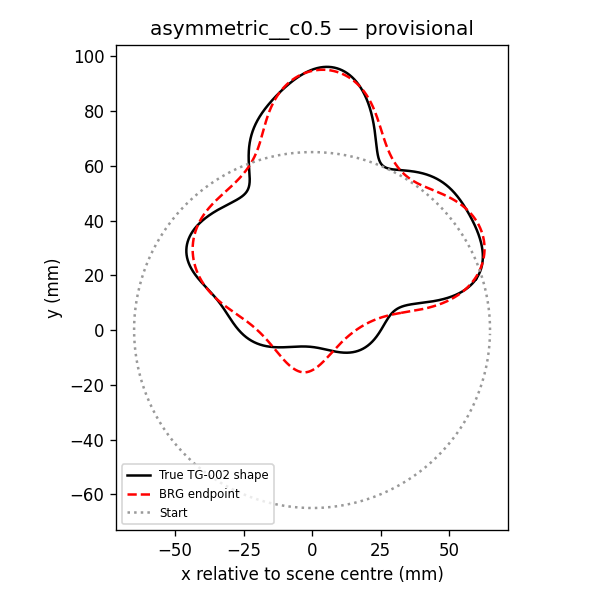 asymmetric__c0.5 — provisional
y (mm)
100
80
60
40
20
0
−20
−40
−60
True TG-002 shape
BRG endpoint
Start
−50
−25
0
25
50
x relative to scene centre (mm)